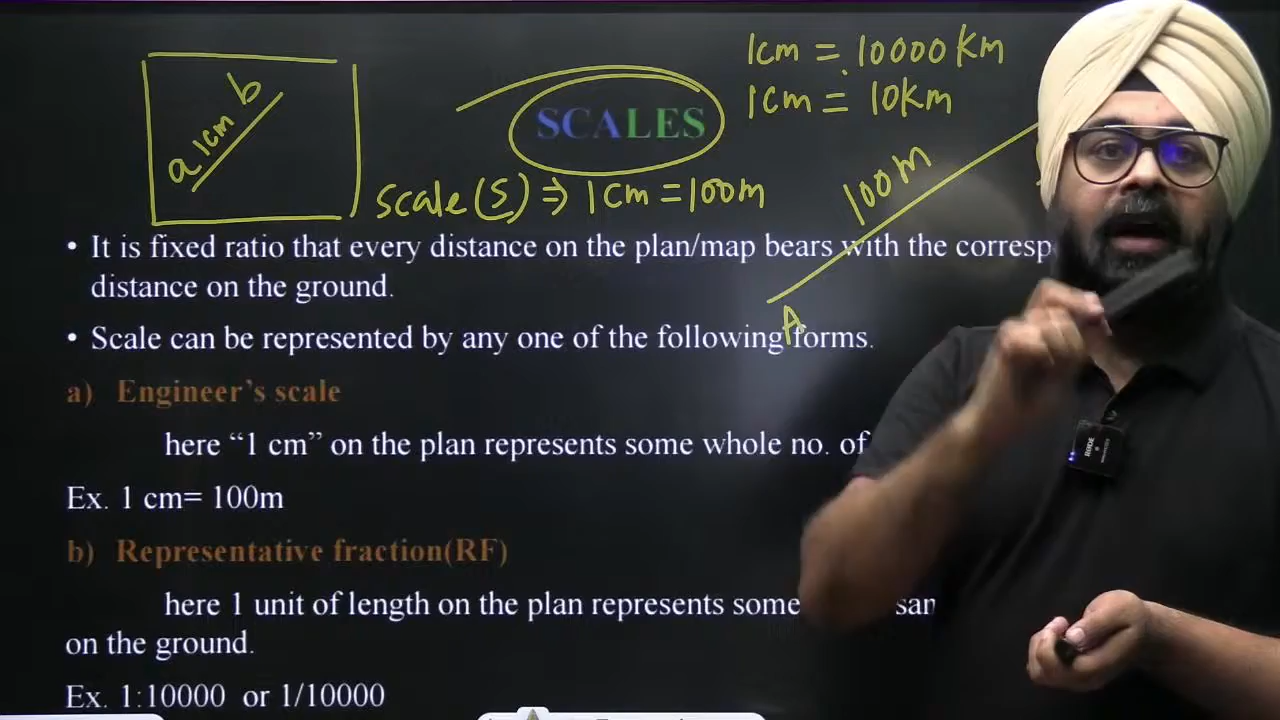 1cm = 10000 Km
1cm = 10Km
a 1cm b
SCALES
100m
Scale (S) ⇒ 1cm = 100m
• It is fixed ratio that every distance on the plan/map bears with the
distance on the ground.
• Scale can be represented by any one of the following forms.
A
a) Engineer's scale
here “1 cm” on the plan represents some whole no. of
Ex. 1 cm= 100m
b) Representative fraction(RF)
here 1 unit of length on the plan represents some
on the ground.
Ex. 1:10000 or 1/10000
RODE